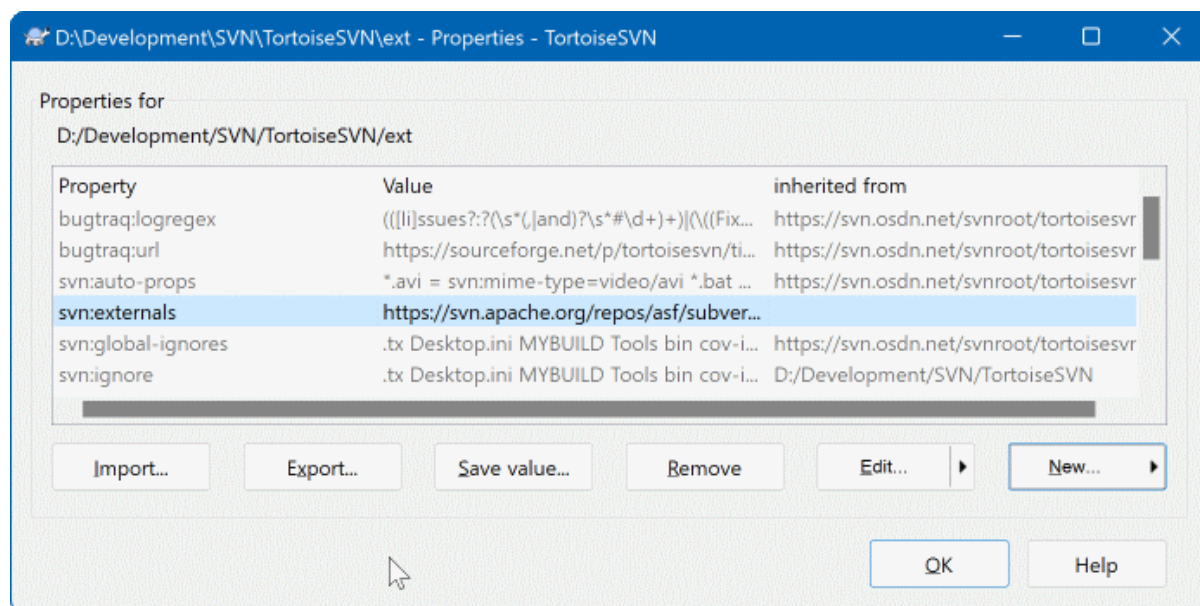 D:\Development\SVN\TortoiseSVN\ext - Properties - TortoiseSVN
Properties for
D:/Development/SVN/TortoiseSVN/ext
Property Value inherited from
bugtraq:logregex (([Ii]ssues?:?(\s*(,|and)?\s*#\d+)+)|(\((Fix... https://svn.osdn.net/svnroot/tortoisesvr
bugtraq:url https://sourceforge.net/p/tortoisesvn/ti... https://svn.osdn.net/svnroot/tortoisesvr
svn:auto-props *.avi = svn:mime-type=video/avi *.bat ... https://svn.osdn.net/svnroot/tortoisesvr
svn:externals https://svn.apache.org/repos/asf/subver...
svn:global-ignores .tx Desktop.ini MYBUILD Tools bin cov-i... https://svn.osdn.net/svnroot/tortoisesvr
svn:ignore .tx Desktop.ini MYBUILD Tools bin cov-i... D:/Development/SVN/TortoiseSVN
Import... Export... Save value... Remove Edit... New...
OK Help